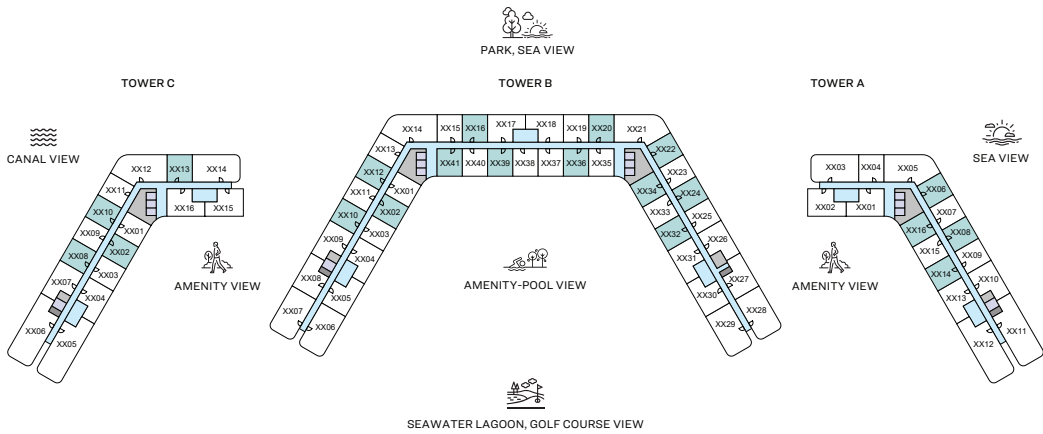 PARK, SEA VIEW
TOWER C
TOWER B
TOWER A
CANAL VIEW
SEA VIEW
XX12
XX13
XX14
XX11
XX10
XX09
XX08
XX07
XX06
XX05
XX04
XX03
XX02
XX01
XX16
XX15
AMENITY VIEW
XX14
XX15
XX16
XX17
XX18
XX19
XX20
XX21
XX13
XX12
XX11
XX10
XX09
XX08
XX07
XX06
XX05
XX04
XX03
XX02
XX01
XX41
XX40
XX39
XX38
XX37
XX36
XX35
XX22
XX23
XX24
XX25
XX26
XX27
XX28
XX29
XX30
XX31
XX32
XX33
XX34
AMENITY-POOL VIEW
XX03
XX04
XX05
XX02
XX01
XX06
XX07
XX08
XX09
XX10
XX11
XX12
XX13
XX14
XX15
XX16
AMENITY VIEW
SEAWATER LAGOON, GOLF COURSE VIEW